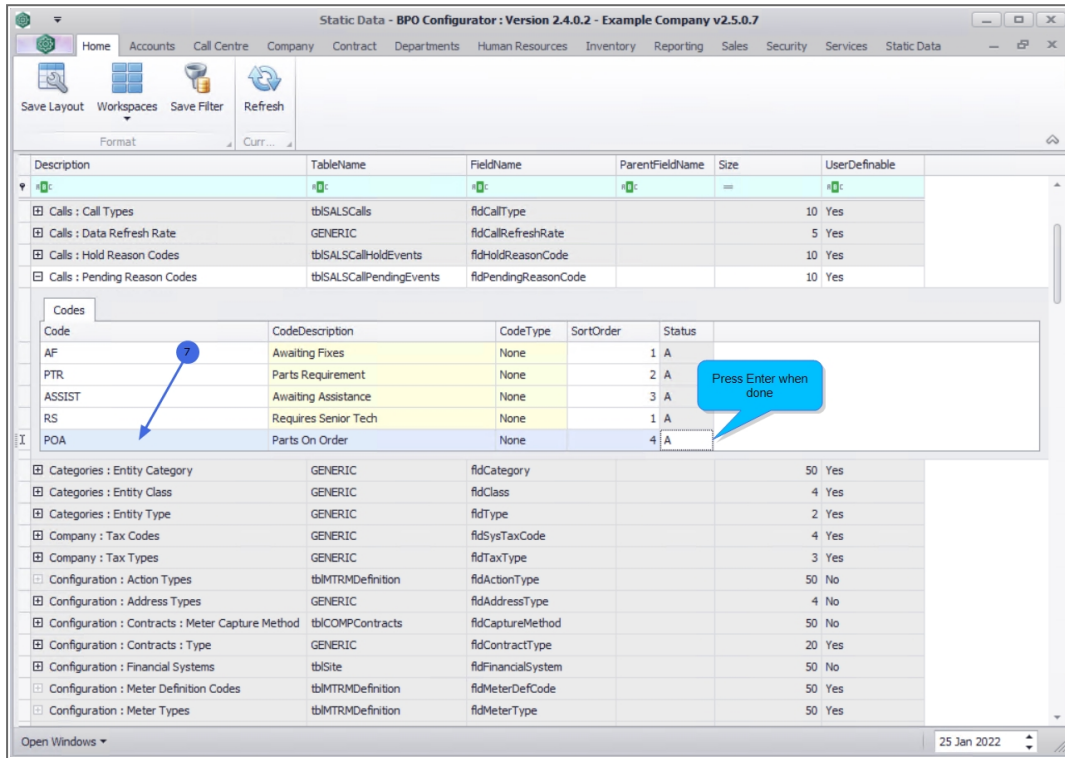 Static Data - BPO Configurator : Version 2.4.0.2 - Example Company v2.5.0.7
Home Accounts Call Centre Company Contract Departments Human Resources Inventory Reporting Sales Security Services Static Data
Save Layout Workspaces Save Filter Refresh
Format Curr...
Description TableName FieldName ParentFieldName Size UserDefinable
Calls : Call Types tblSALSCalls fldCallType 10 Yes
Calls : Data Refresh Rate GENERIC fldCallRefreshRate 5 Yes
Calls : Hold Reason Codes tblSALSCallHoldEvents fldHoldReasonCode 10 Yes
Calls : Pending Reason Codes tblSALSCallPendingEvents fldPendingReasonCode 10 Yes
Codes
Code CodeDescription CodeType SortOrder Status
AF 7 Awaiting Fixes None 1 A
PTR Parts Requirement None 2 A
ASSIST Awaiting Assistance None 3 A
RS Requires Senior Tech None 1 A
POA Parts On Order None 4 A
Press Enter when
done
Categories : Entity Category GENERIC fldCategory 50 Yes
Categories : Entity Class GENERIC fldClass 4 Yes
Categories : Entity Type GENERIC fldType 2 Yes
Company : Tax Codes GENERIC fldSysTaxCode 4 Yes
Company : Tax Types GENERIC fldTaxType 3 Yes
Configuration : Action Types tblMTRMDefinition fldActionType 50 No
Configuration : Address Types GENERIC fldAddressType 4 No
Configuration : Contracts : Meter Capture Method tblCOMPContracts fldCaptureMethod 50 No
Configuration : Contracts : Type GENERIC fldContractType 20 Yes
Configuration : Financial Systems tblSite fldFinancialSystem 50 No
Configuration : Meter Definition Codes tblMTRMDefinition fldMeterDefCode 50 Yes
Configuration : Meter Types tblMTRMDefinition fldMeterType 50 Yes
Open Windows 25 Jan 2022